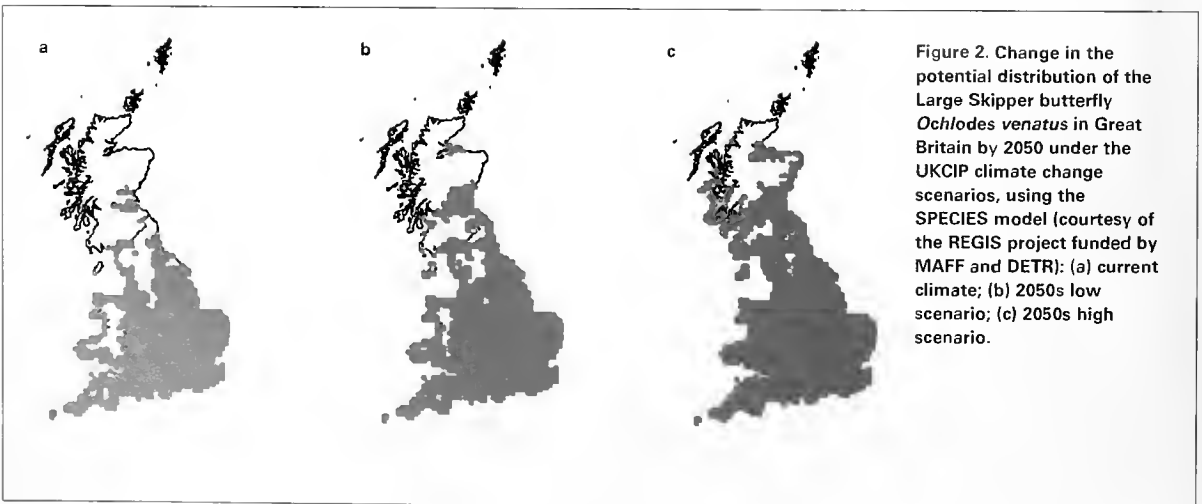 a
b
c
Figure 2. Change in the
potential distribution of the
Large Skipper butterfly
Ochlodes venatus in Great
Britain by 2050 under the
UKCIP climate change
scenarios, using the
SPECIES model (courtesy of
the REGIS project funded by
MAFF and DETR): (a) current
climate; (b) 2050s low
scenario; (c) 2050s high
scenario.